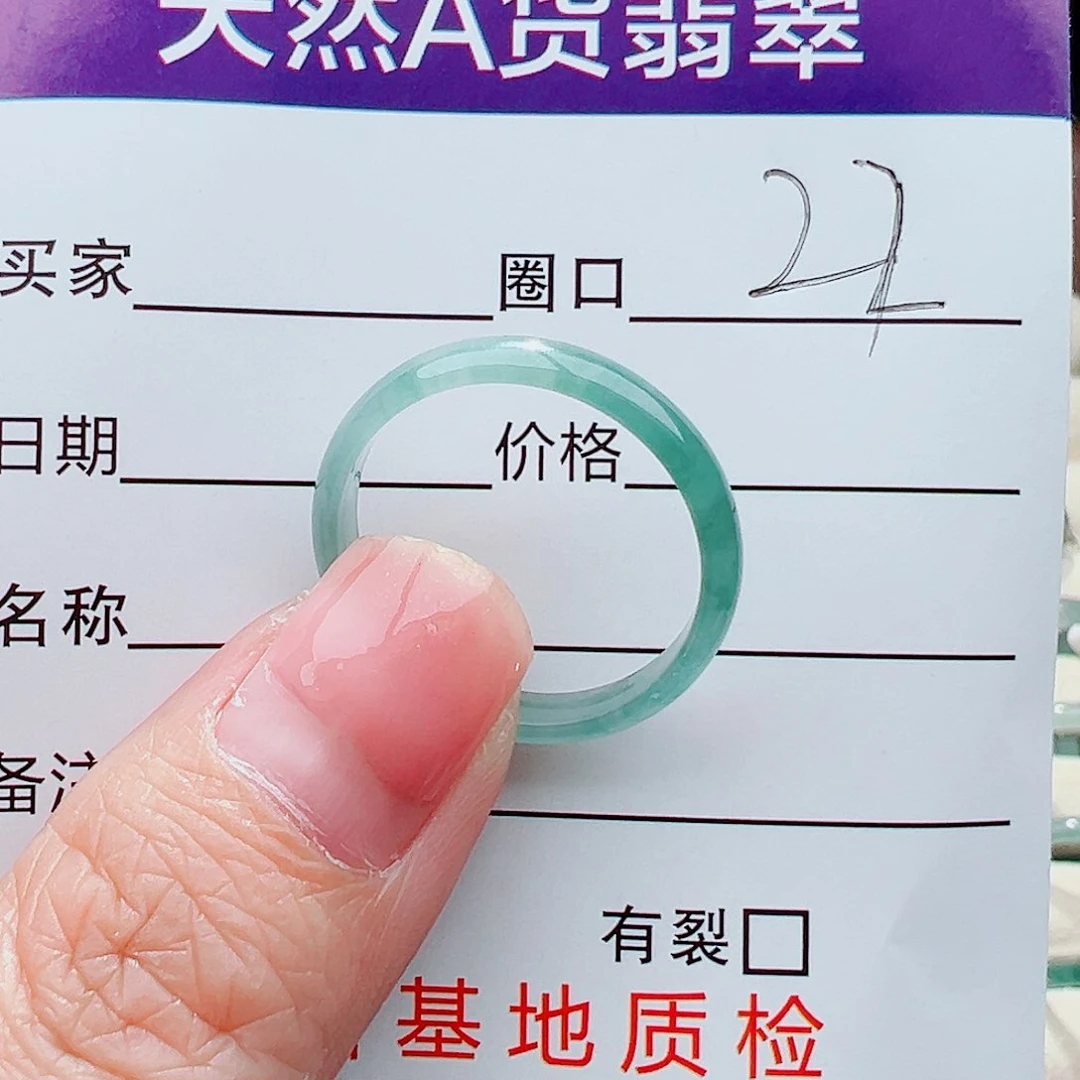 天然A货翡翠
买家 圈口
日期 价格
名称
备注
有裂
基地质检